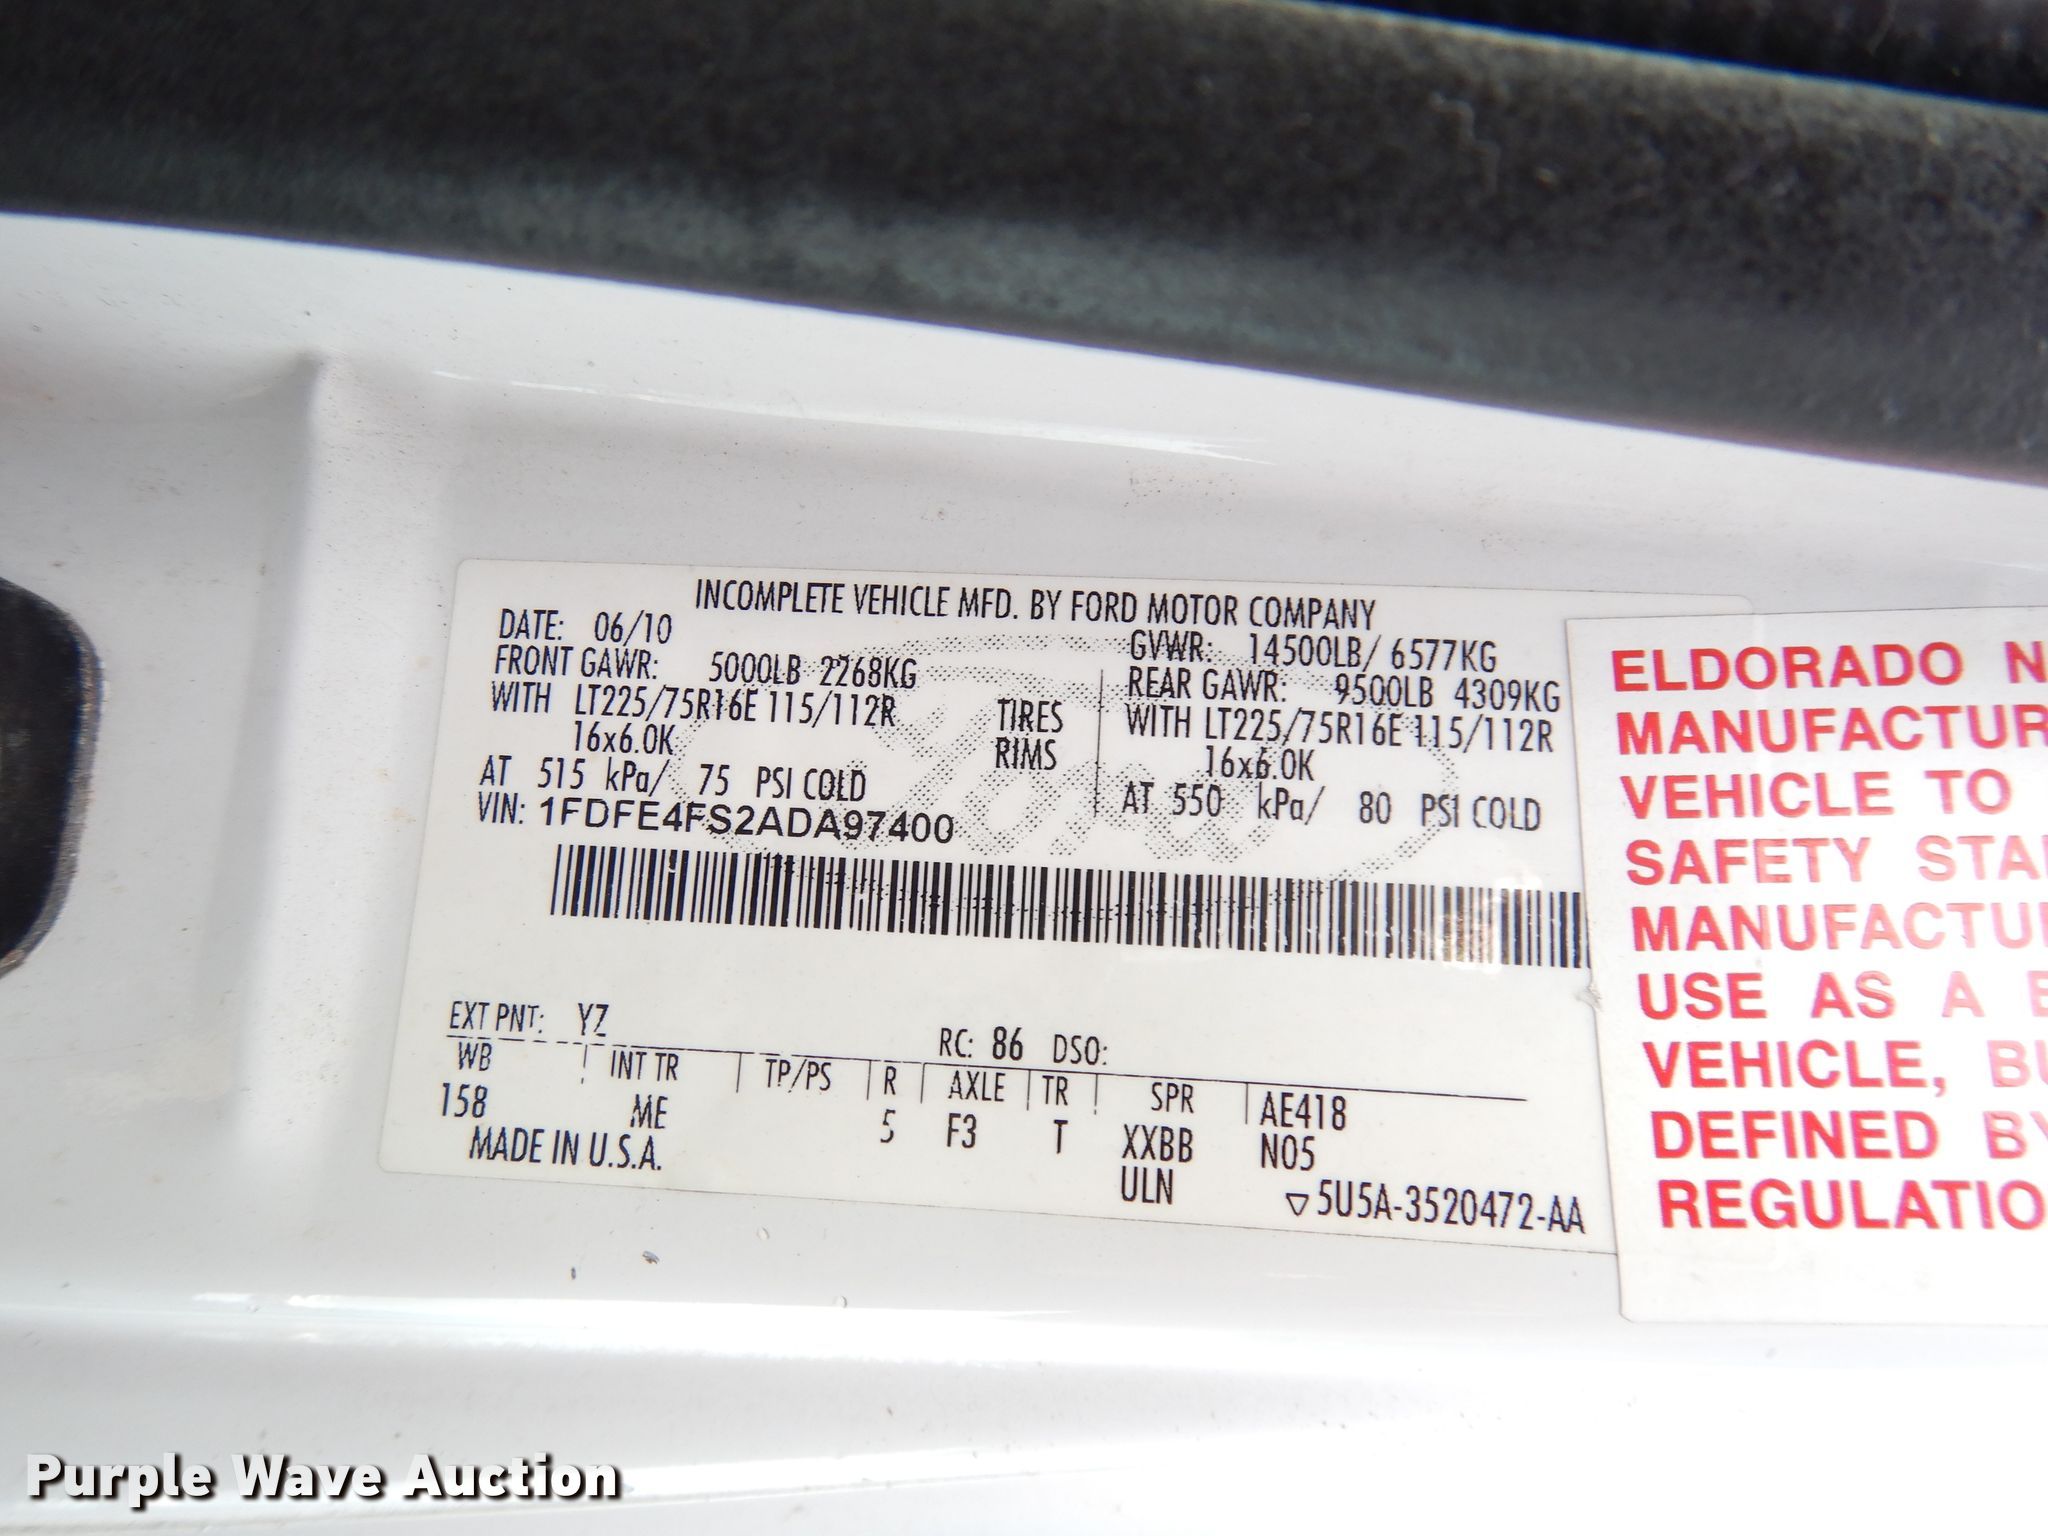 INCOMPLETE VEHICLE MFD. BY FORD MOTOR COMPANY
DATE: 06/10
GVWR: 14500LB/ 6577KG
FRONT GAWR: 5000LB 2268KG
REAR GAWR: 9500LB 4309KG
WITH LT225/75R16E 115/112R
TIRES
WITH LT225/75R16E 115/112R
16x6.0K
RIMS
16x6.0K
AT 515 kPa/ 75 PSI COLD
AT 550 kPa/ 80 PSI COLD
VIN: 1FDFE4FS2ADA97400
EXT PNT: YZ
RC: 86 DSO:
WB INT TR TP/PS R AXLE TR SPR AE418
158 ME 5 F3 T XXBB N05
MADE IN U.S.A.
ULN
▽5U5A-3520472-AA
ELDORADO N
MANUFACTUR
VEHICLE TO
SAFETY STA
MANUFACTU
USE AS A
VEHICLE, BU
DEFINED BY
REGULATIO
Purple Wave Auction